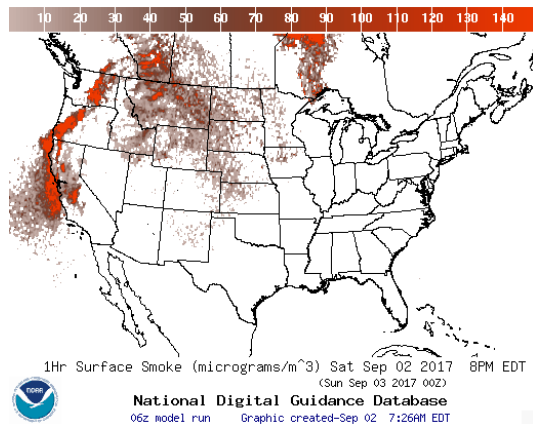 10 20 30 40 50 60 70 80 90 100 110 120 130 140
1Hr Surface Smoke (micrograms/m^3) Sat Sep 02 2017 8PM EDT
(Sun Sep 03 2017 00Z)
NOAA
National Digital Guidance Database
06z model run Graphic created-Sep 02 7:26AM EDT